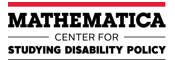 MATHEMATICA
CENTER FOR
STUDYING DISABILITY POLICY